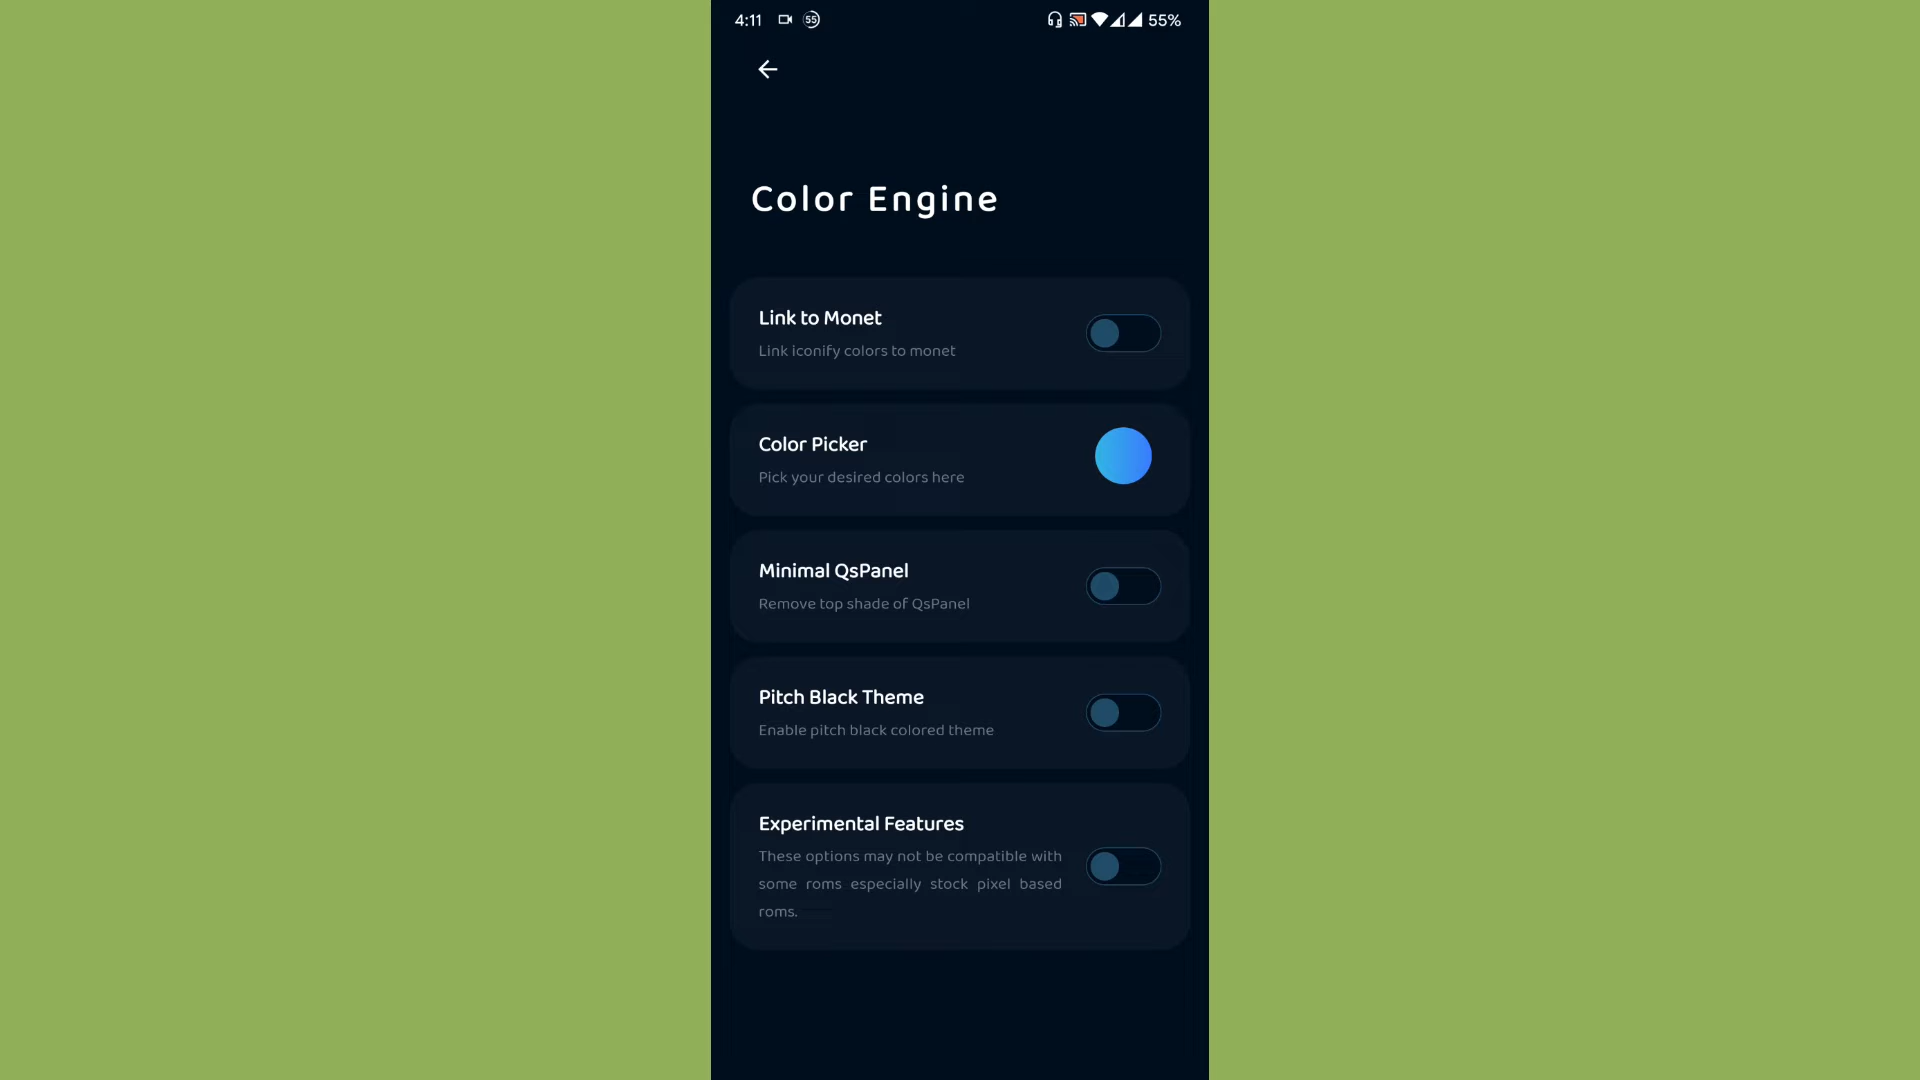 4:11 55 55%
Color Engine
Link to Monet
Link iconify colors to monet
Color Picker
Pick your desired colors here
Minimal QsPanel
Remove top shade of QsPanel
Pitch Black Theme
Enable pitch black colored theme
Experimental Features
These options may not be compatible with
some roms especially stock pixel based
roms.